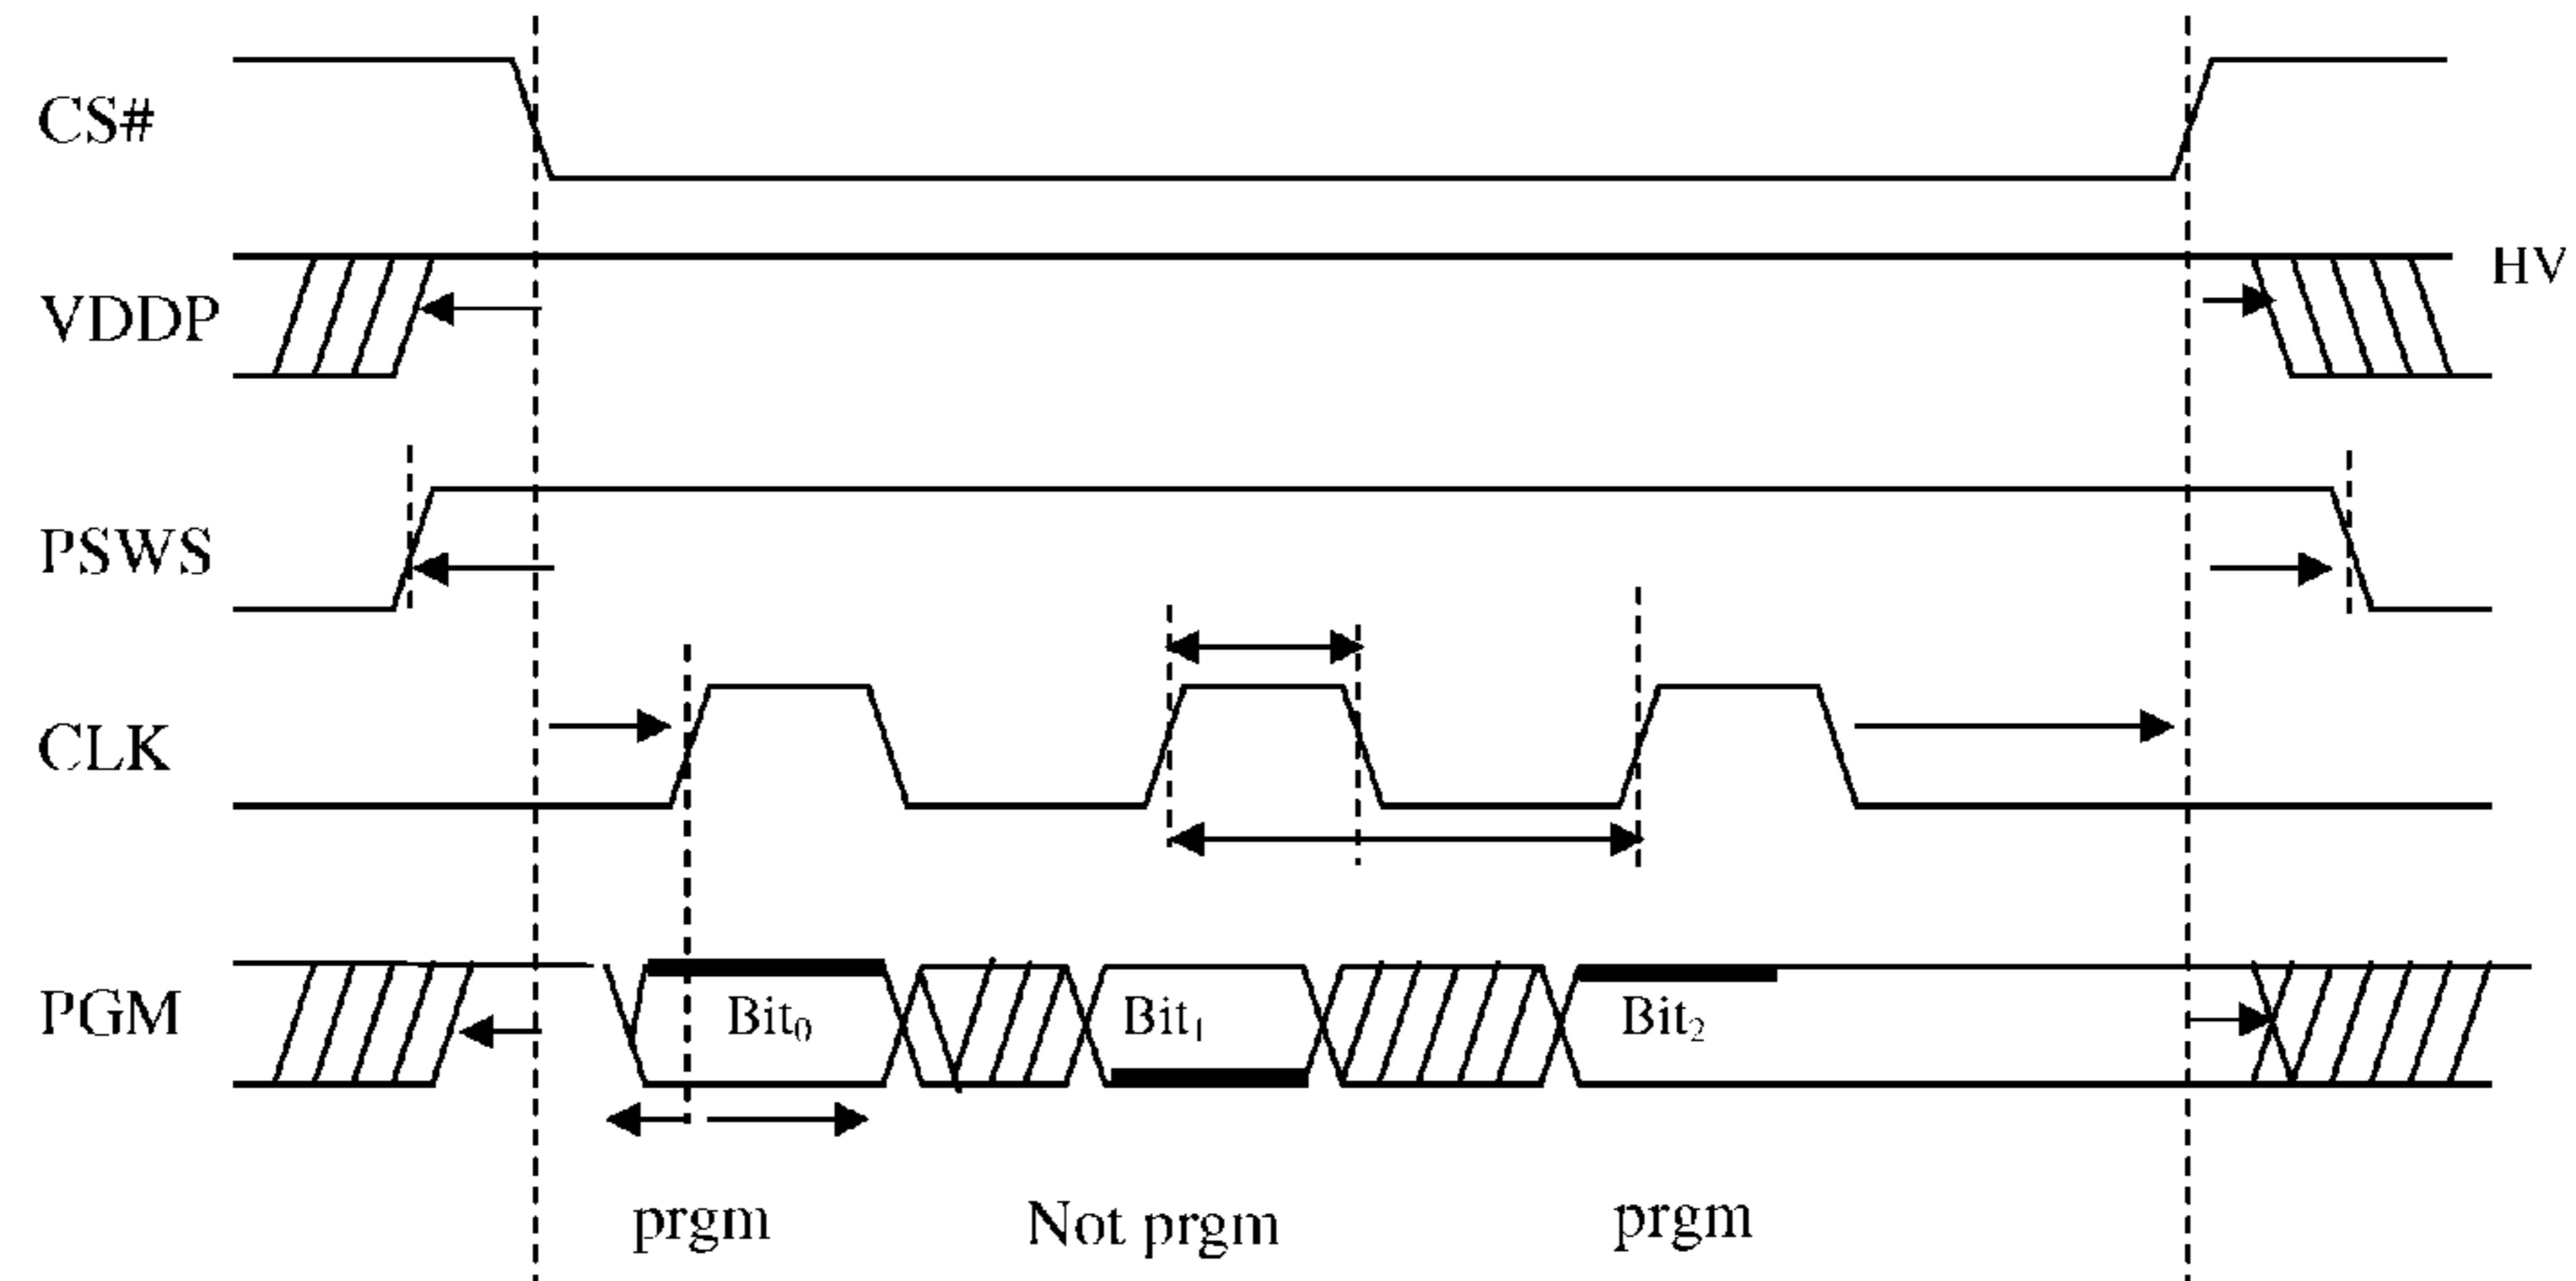 CS#
VDDP
HV
PSWS
CLK
PGM
Bit₀
Bit₁
Bit₂
prgm
Not prgm
prgm